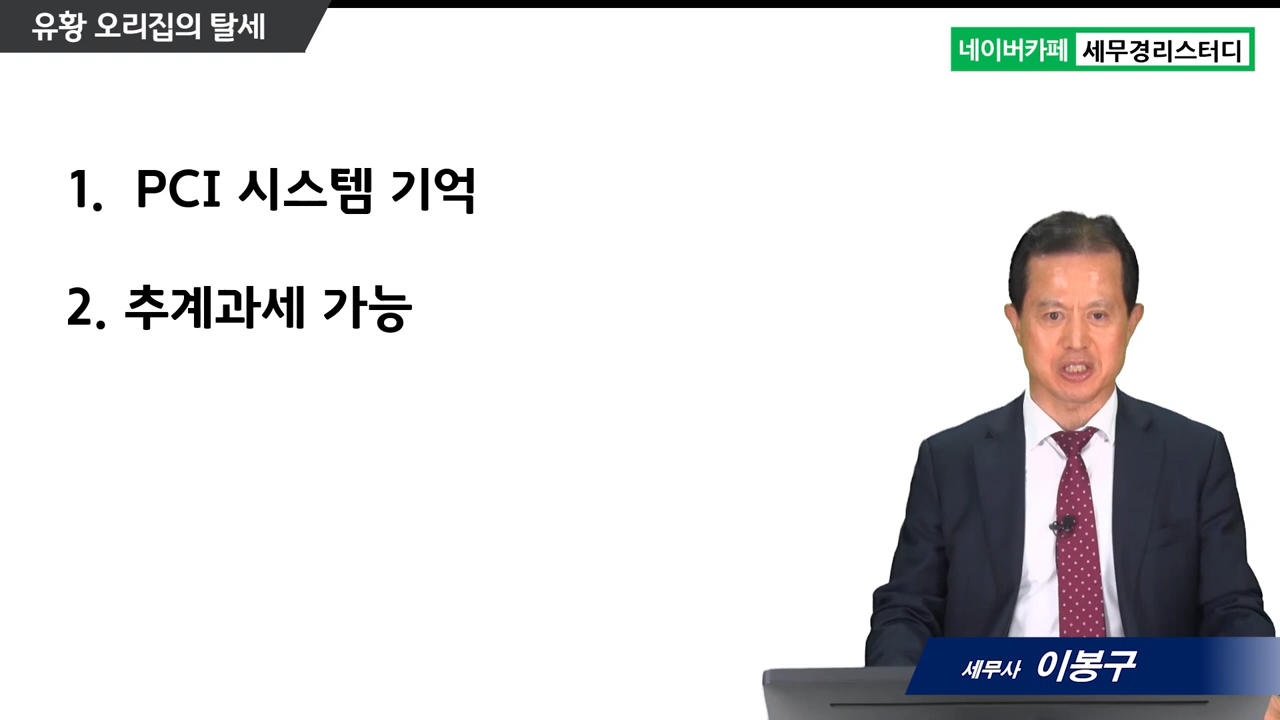 유황 오리집의 탈세
네이버카페 세무경리스터디
1. PCI 시스템 기억
2. 추계과세 가능
세무사 이봉구